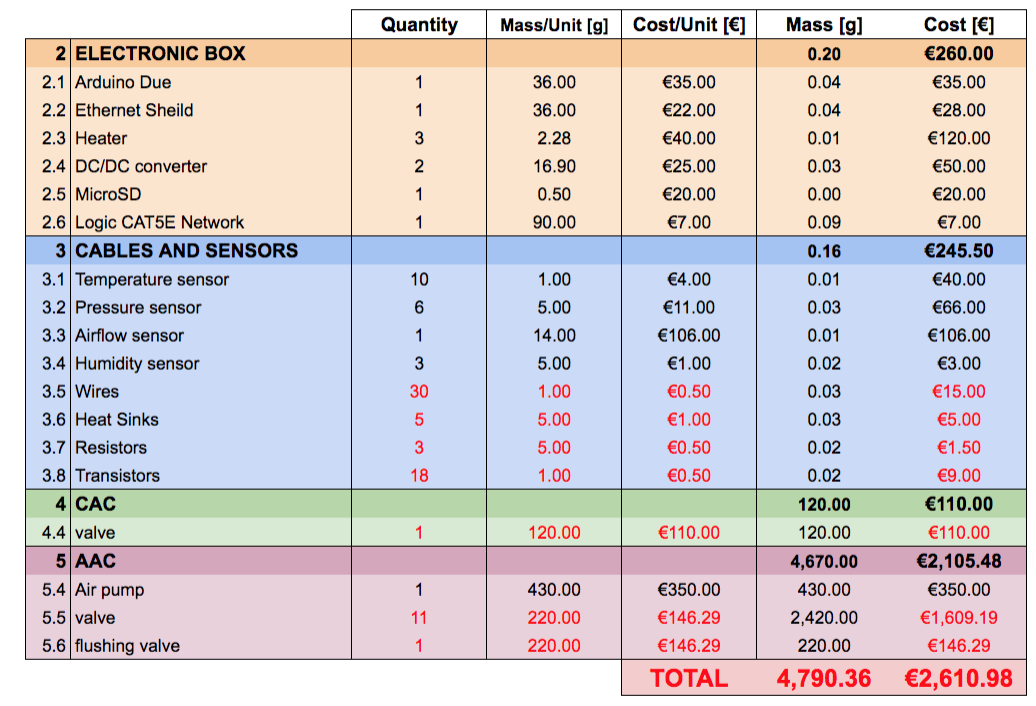 Quantity Mass/Unit [g] Cost/Unit [€] Mass [g] Cost [€]
2 ELECTRONIC BOX 0.20 €260.00
2.1 Arduino Due 1 36.00 €35.00 0.04 €35.00
2.2 Ethernet Sheild 1 36.00 €22.00 0.04 €28.00
2.3 Heater 3 2.28 €40.00 0.01 €120.00
2.4 DC/DC converter 2 16.90 €25.00 0.03 €50.00
2.5 MicroSD 1 0.50 €20.00 0.00 €20.00
2.6 Logic CAT5E Network 1 90.00 €7.00 0.09 €7.00
3 CABLES AND SENSORS 0.16 €245.50
3.1 Temperature sensor 10 1.00 €4.00 0.01 €40.00
3.2 Pressure sensor 6 5.00 €11.00 0.03 €66.00
3.3 Airflow sensor 1 14.00 €106.00 0.01 €106.00
3.4 Humidity sensor 3 5.00 €1.00 0.02 €3.00
3.5 Wires 30 1.00 €0.50 0.03 €15.00
3.6 Heat Sinks 5 5.00 €1.00 0.03 €5.00
3.7 Resistors 3 5.00 €0.50 0.02 €1.50
3.8 Transistors 18 1.00 €0.50 0.02 €9.00
4 CAC 120.00 €110.00
4.4 valve 1 120.00 €110.00 120.00 €110.00
5 AAC 4,670.00 €2,105.48
5.4 Air pump 1 430.00 €350.00 430.00 €350.00
5.5 valve 11 220.00 €146.29 2,420.00 €1,609.19
5.6 flushing valve 1 220.00 €146.29 220.00 €146.29
TOTAL 4,790.36 €2,610.98